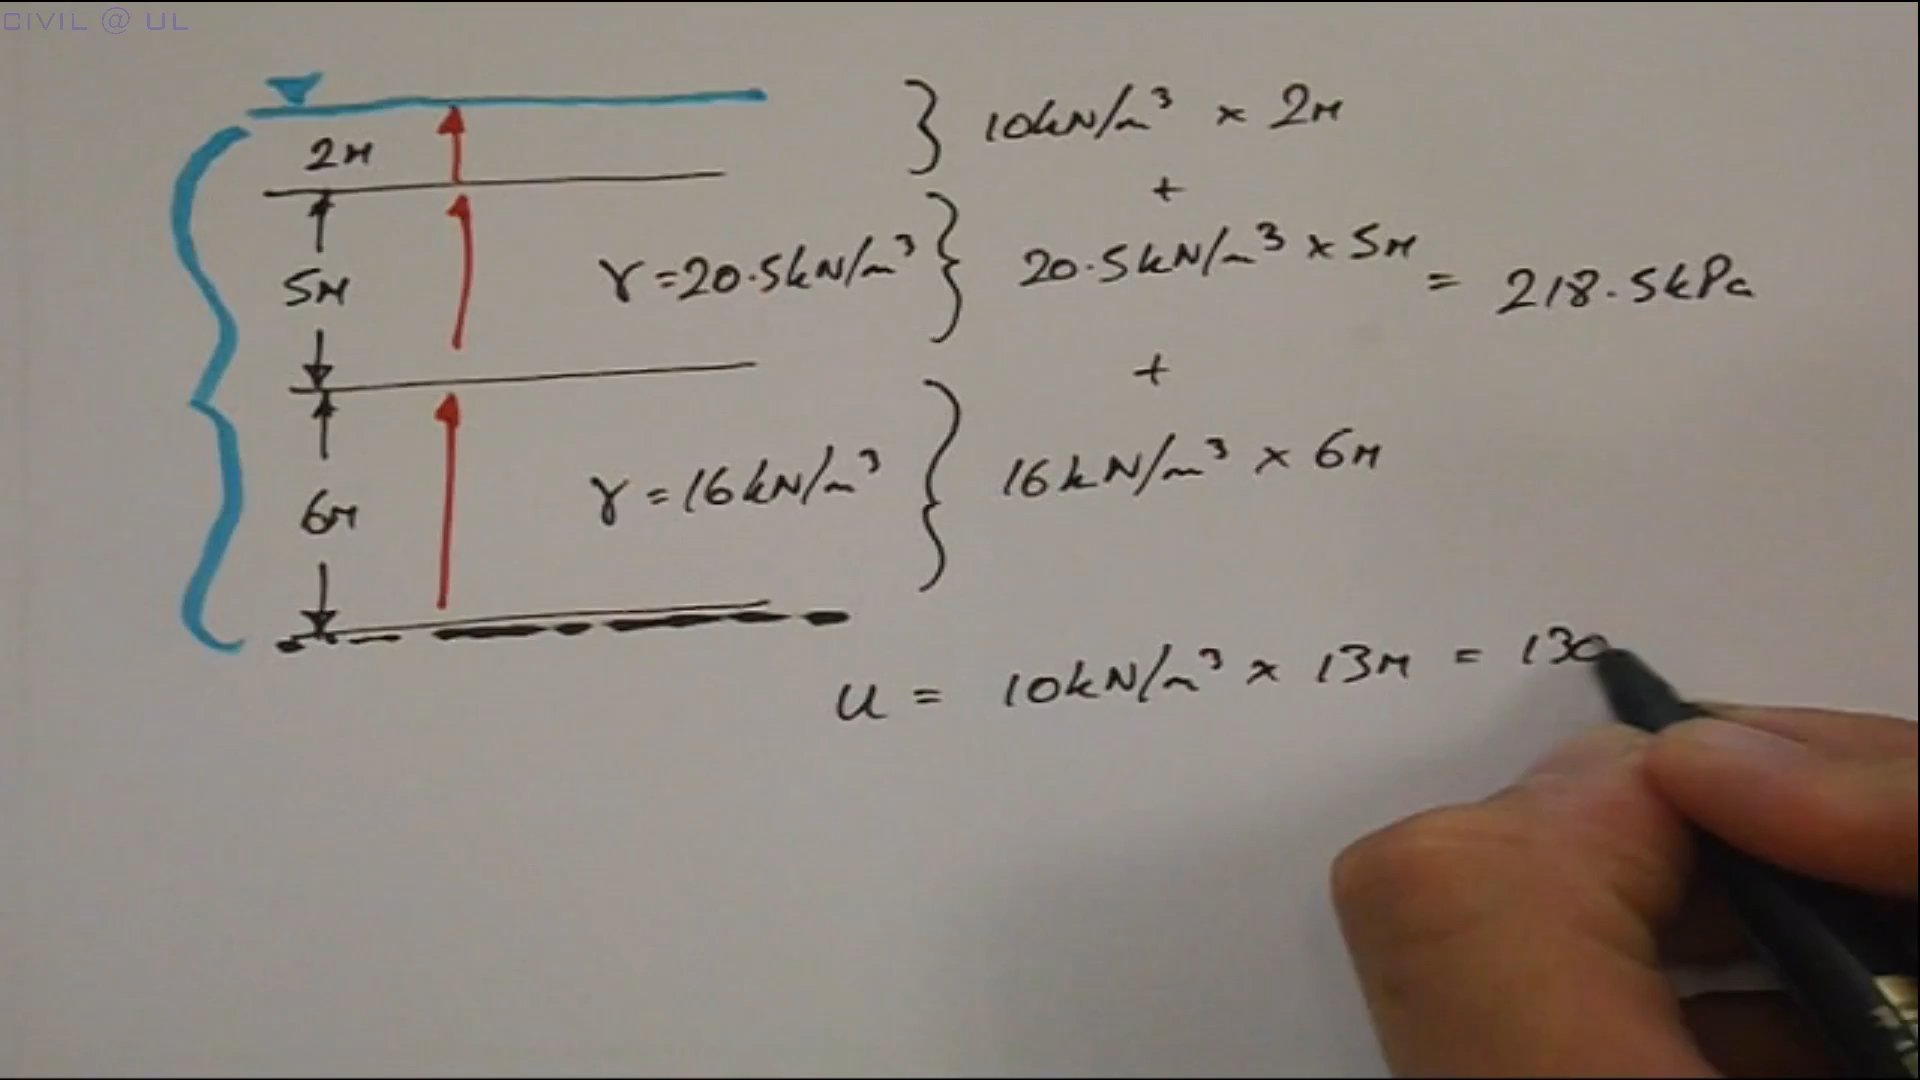 CIVIL @ UL
2M
10kN/m³ × 2M
+
5M
γ = 20.5kN/m³
20.5kN/m³ × 5M
= 218.5kPa
+
6M
γ = 16kN/m³
16kN/m³ × 6M
u = 10kN/m³ × 13M = 130